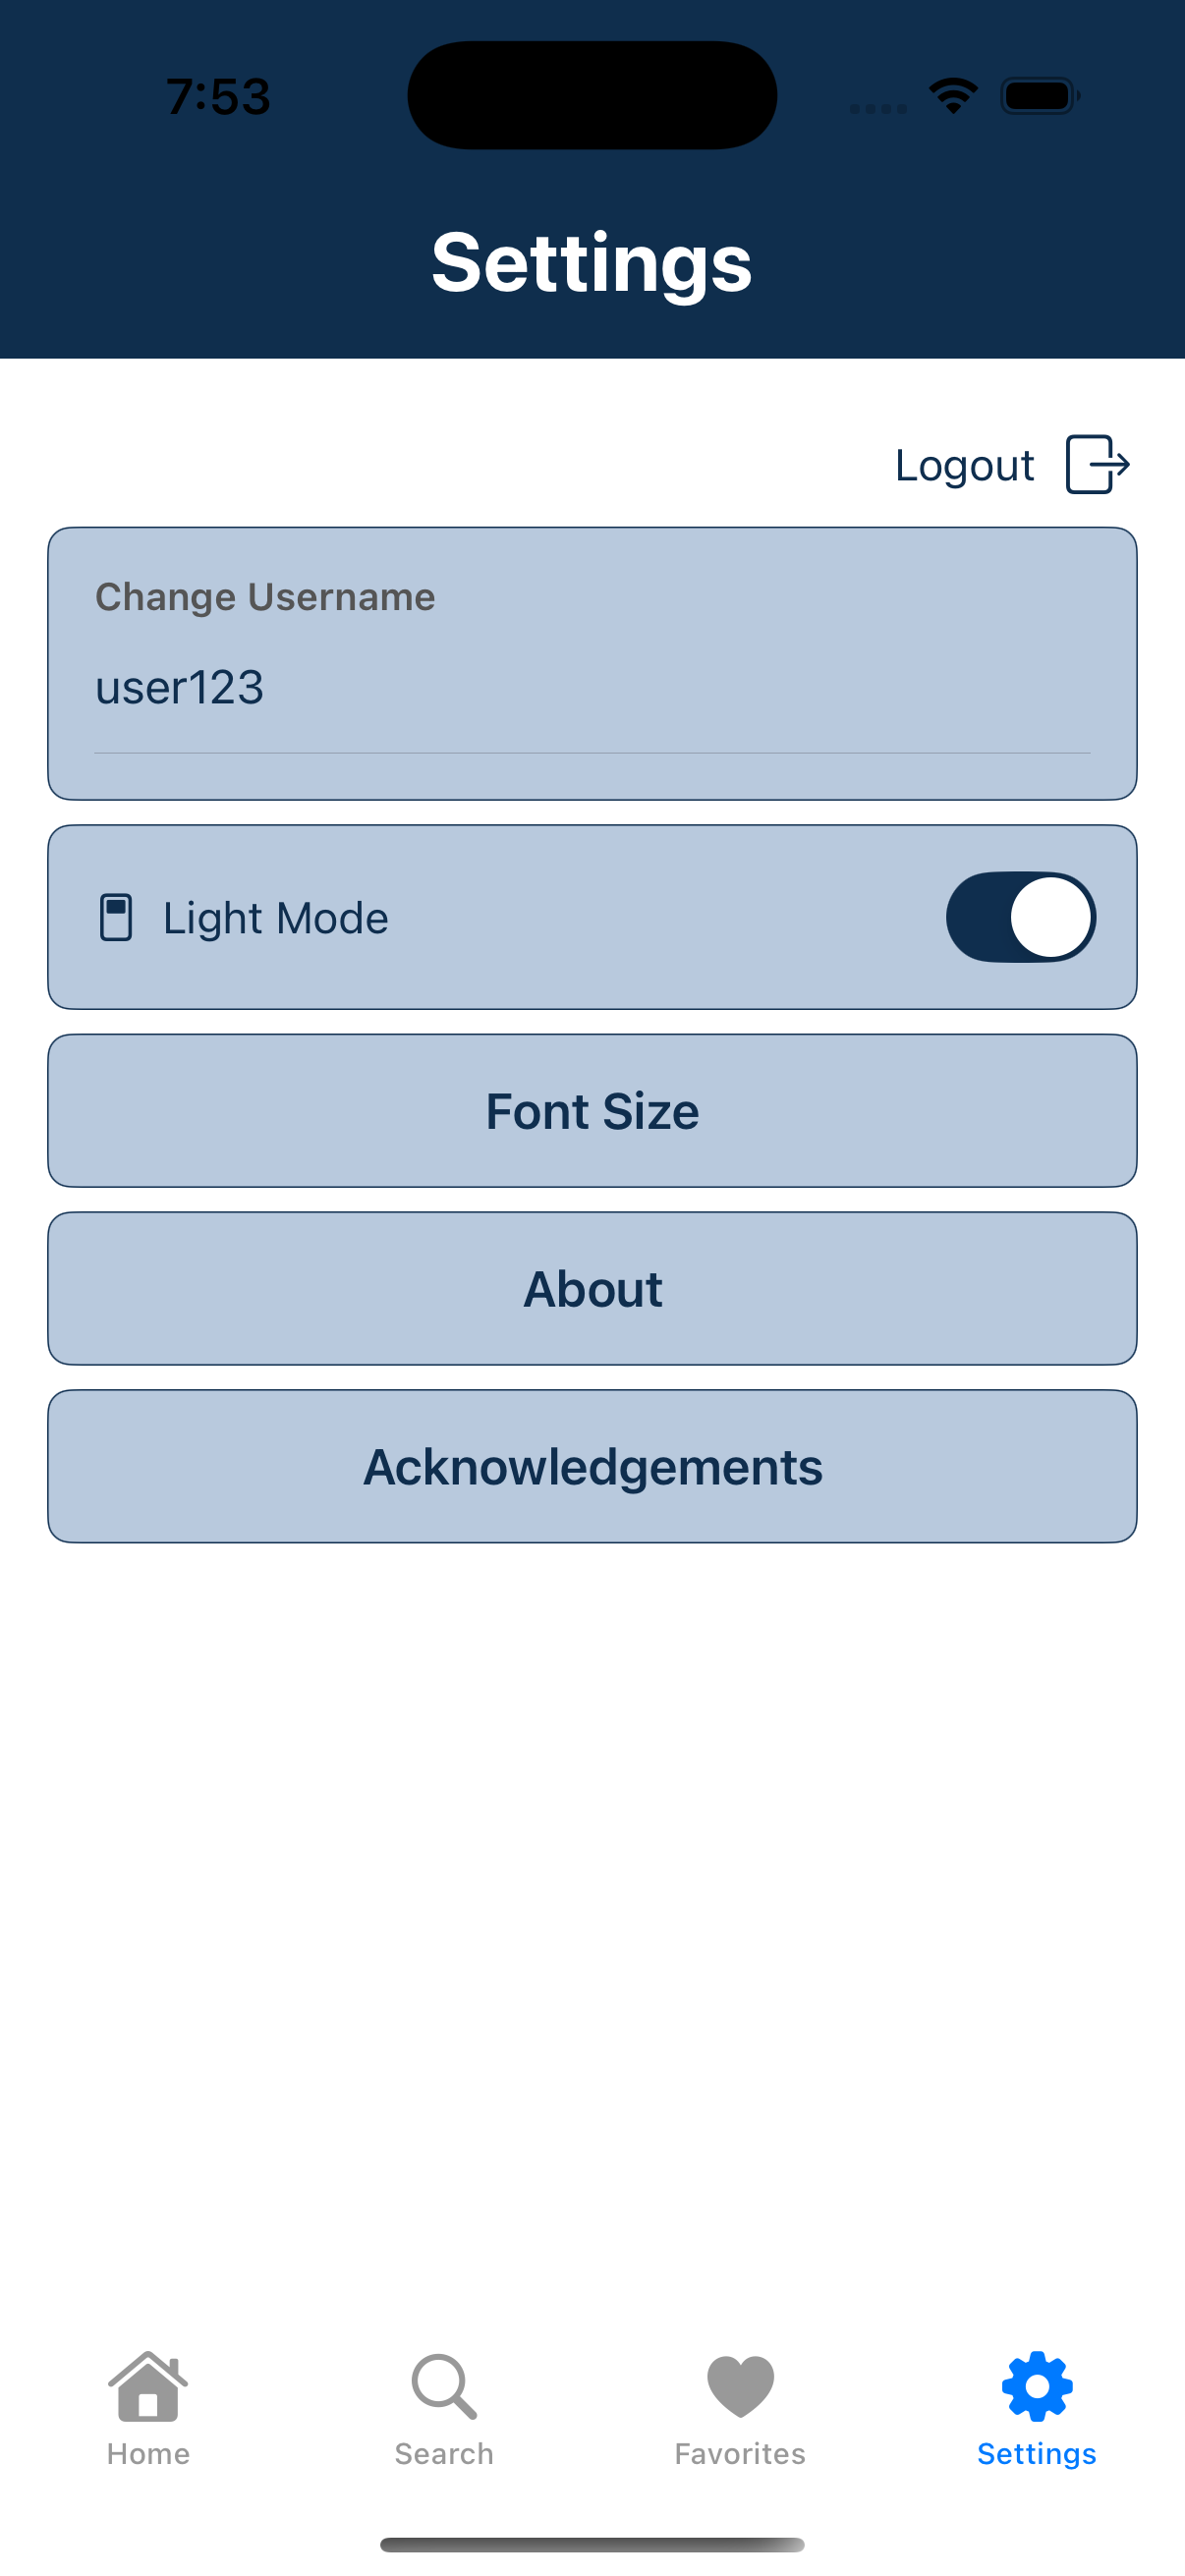 7:53
Settings
Logout
Change Username
user123
Light Mode
Font Size
About
Acknowledgements
Home
Search
Favorites
Settings